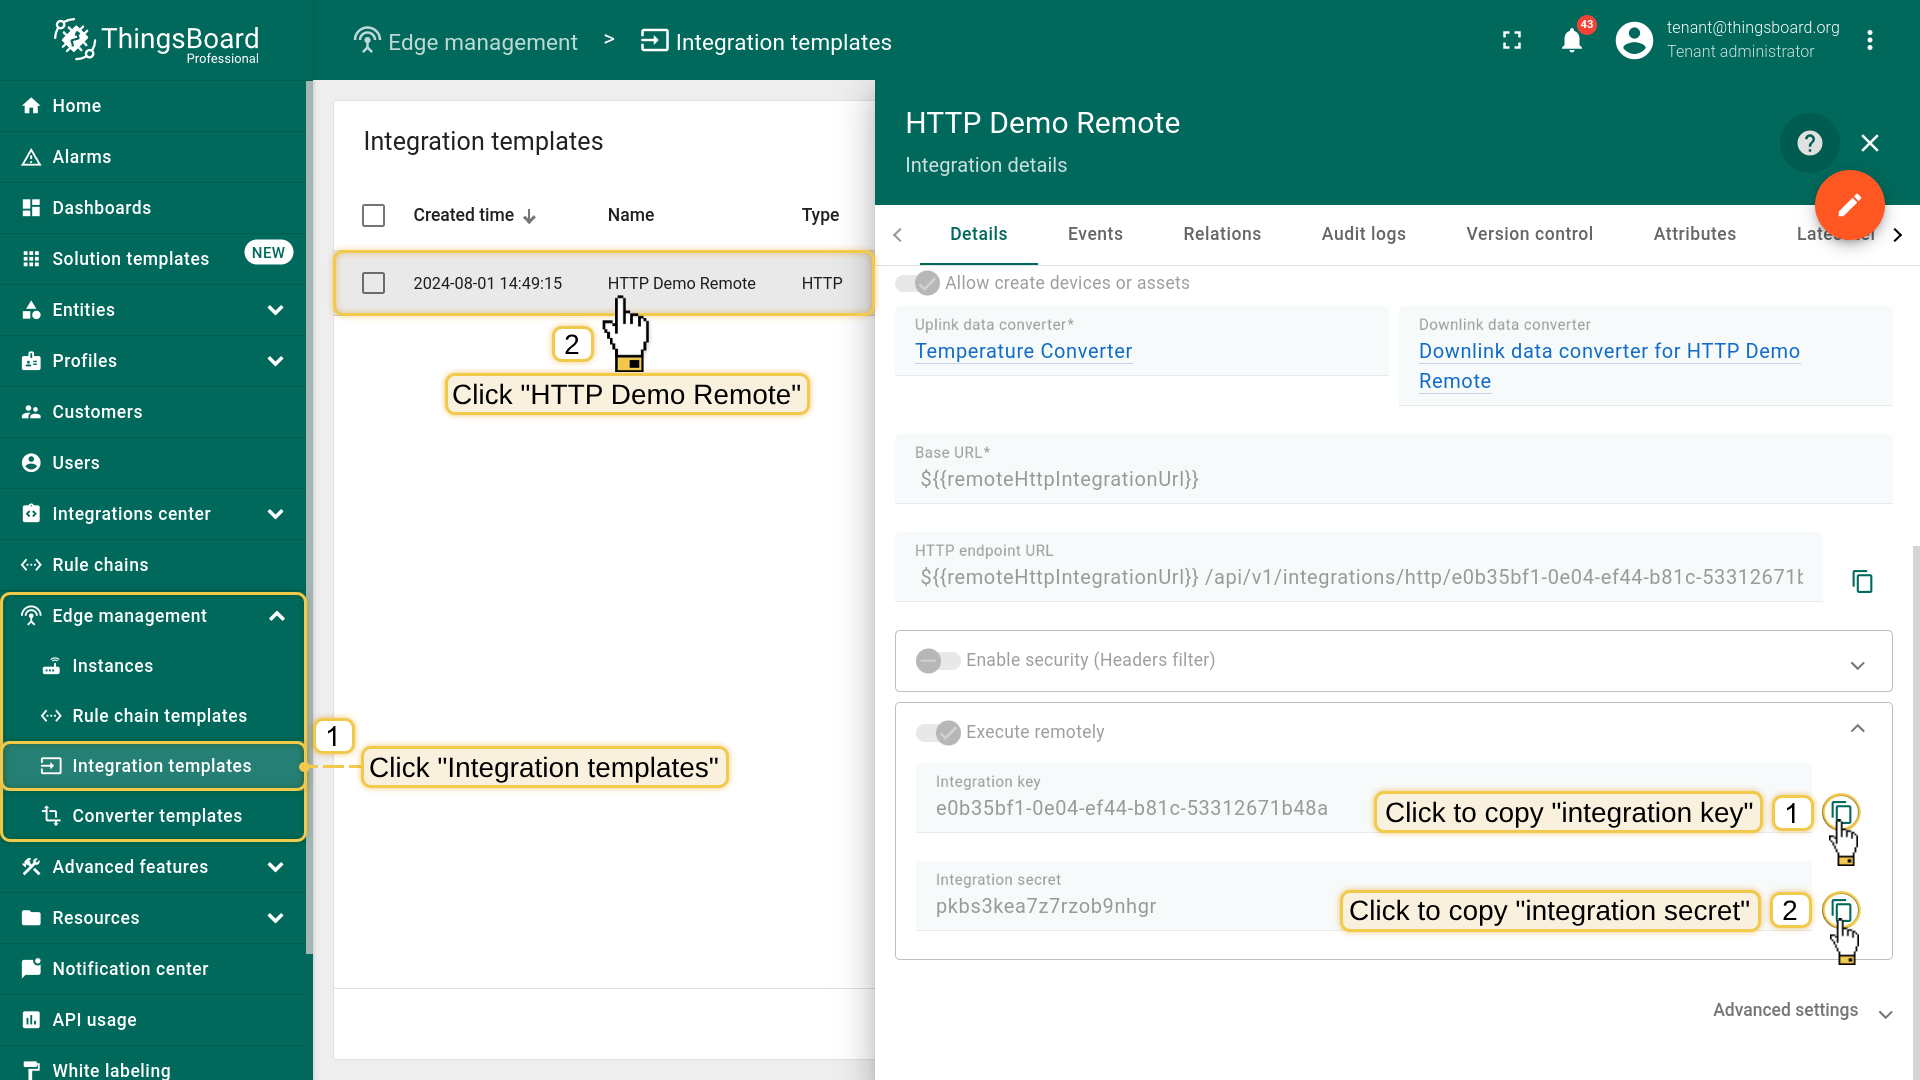 ThingsBoard
Professional
Edge management > Integration templates
43
tenant@thingsboard.org
Tenant administrator
Home
Alarms
Dashboards
Solution templates NEW
Entities
Profiles
Customers
Users
Integrations center
Rule chains
Edge management
Instances
Rule chain templates
Integration templates
Converter templates
Advanced features
Resources
Notification center
API usage
White labeling
Integration templates
Created time Name Type
2024-08-01 14:49:15 HTTP Demo Remote HTTP
2
Click "HTTP Demo Remote"
1
Click "Integration templates"
HTTP Demo Remote
Integration details
Details Events Relations Audit logs Version control Attributes
Allow create devices or assets
Uplink data converter*
Temperature Converter
Downlink data converter
Downlink data converter for HTTP Demo
Remote
Base URL*
${{remoteHttpIntegrationUrl}}
HTTP endpoint URL
${{remoteHttpIntegrationUrl}} /api/v1/integrations/http/e0b35bf1-0e04-ef44-b81c-53312671b
Enable security (Headers filter)
Execute remotely
Integration key
e0b35bf1-0e04-ef44-b81c-53312671b48a
Click to copy "integration key" 1
Integration secret
pkbs3kea7z7rzob9nhgr
Click to copy "integration secret" 2
Advanced settings